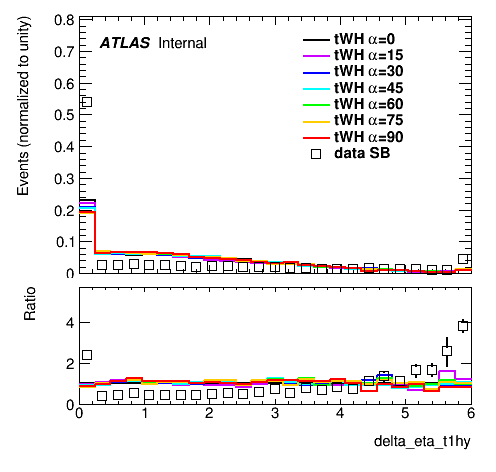 Events (normalized to unity)
0.8
0.7
0.6
0.5
0.4
0.3
0.2
0.1
0
ATLAS Internal
tWH α=0
tWH α=15
tWH α=30
tWH α=45
tWH α=60
tWH α=75
tWH α=90
data SB
Ratio
4
2
0
0 1 2 3 4 5 6
delta_eta_t1hy